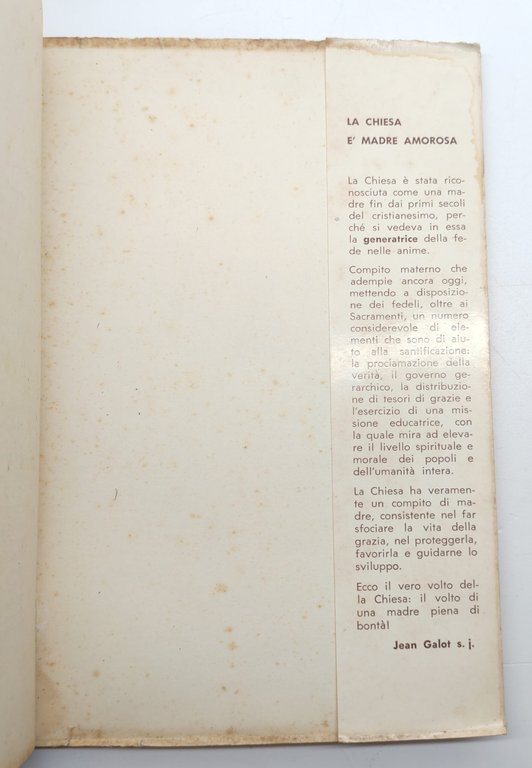 LA CHIESA
E' MADRE AMOROSA
La Chiesa è stata rico-
nosciuta come una ma-
dre fin dai primi secoli
del cristianesimo, per-
ché si vedeva in essa
la generatrice della fe-
de nelle anime.
Compito materno che
adempie ancora oggi,
mettendo a disposizio-
ne dei fedeli, oltre ai
Sacramenti, un numero
considerevole di ele-
menti che sono di aiu-
to alla santificazione:
la proclamazione della
verità, il governo ge-
rarchico, la distribuzio-
ne di tesori di grazie e
l'esercizio di una mis-
sione educatrice, con
la quale mira ad eleva-
re il livello spirituale e
morale dei popoli e
dell'umanità intera.
La Chiesa ha veramen-
te un compito di ma-
dre, consistente nel far
sfociare la vita della
grazia, nel proteggerla,
favorirla e guidarne lo
sviluppo.
Ecco il vero volto del-
la Chiesa: il volto di
una madre piena di
bontà!
Jean Galot s. j.